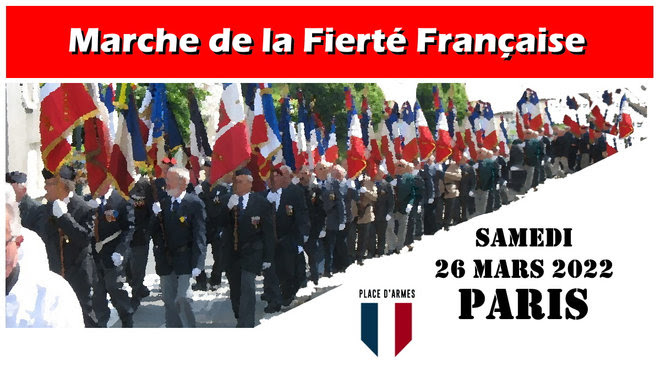 Marche de la Fierté Française
SAMEDI
26 MARS 2022
PARIS
PLACE D'ARMES